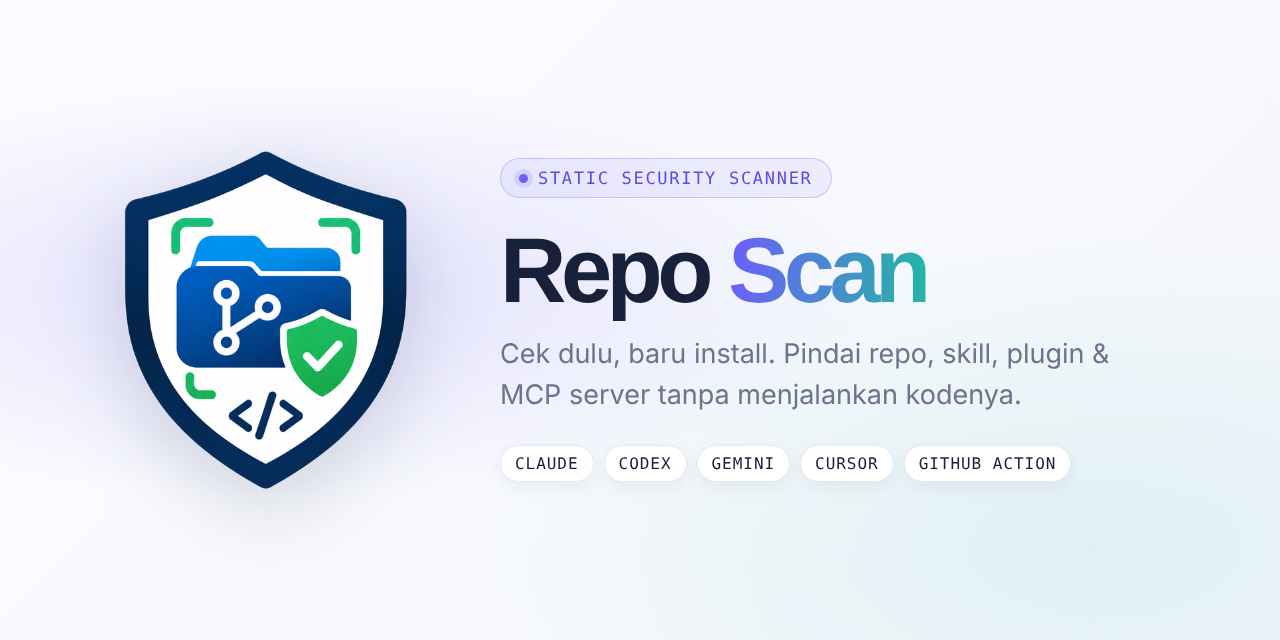 STATIC SECURITY SCANNER
Repo Scan
Cek dulu, baru install. Pindai repo, skill, plugin &
MCP server tanpa menjalankan kodenya.
CLAUDE CODEX GEMINI CURSOR GITHUB ACTION